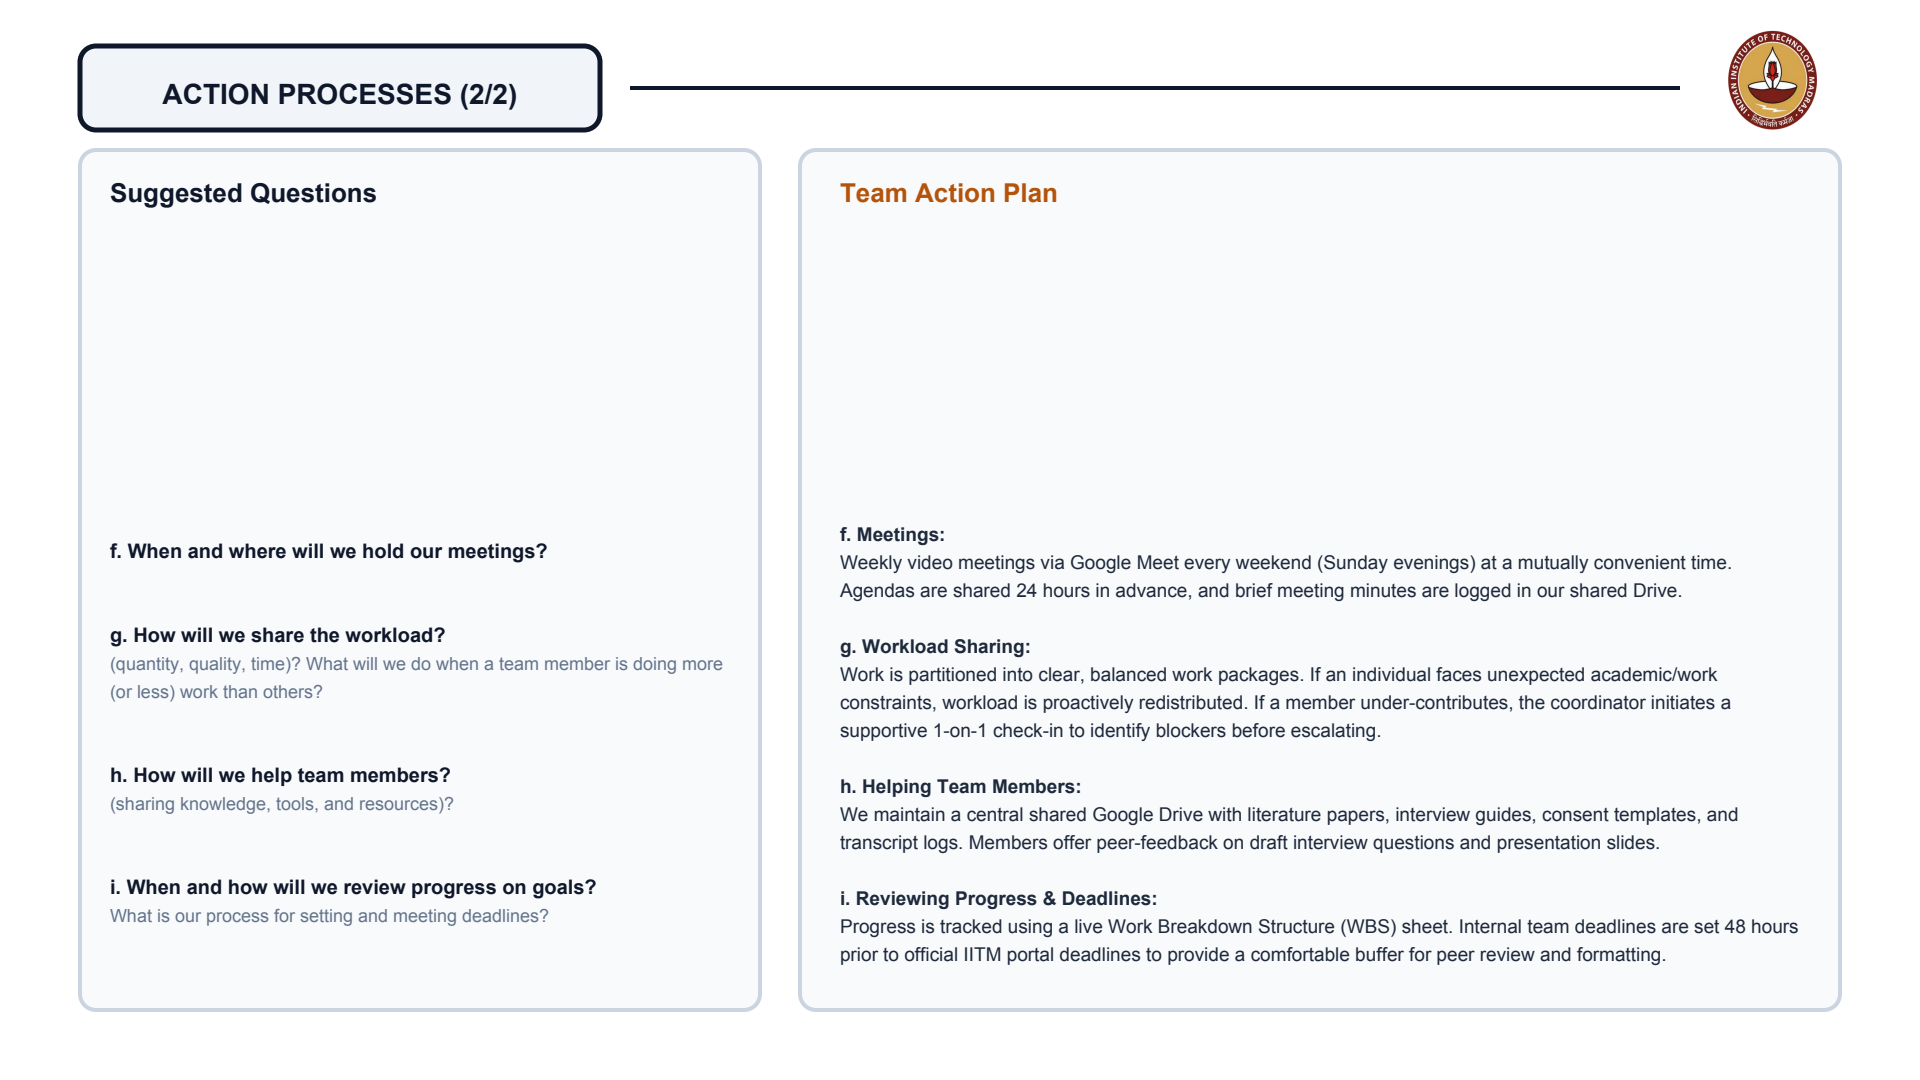 ACTION PROCESSES (2/2)
INDIAN INSTITUTE OF TECHNOLOGY MADRAS
सिद्धिर्भवति कर्मजा
Suggested Questions
f. When and where will we hold our meetings?
g. How will we share the workload?
(quantity, quality, time)? What will we do when a team member is doing more
(or less) work than others?
h. How will we help team members?
(sharing knowledge, tools, and resources)?
i. When and how will we review progress on goals?
What is our process for setting and meeting deadlines?
Team Action Plan
f. Meetings:
Weekly video meetings via Google Meet every weekend (Sunday evenings) at a mutually convenient time.
Agendas are shared 24 hours in advance, and brief meeting minutes are logged in our shared Drive.
g. Workload Sharing:
Work is partitioned into clear, balanced work packages. If an individual faces unexpected academic/work
constraints, workload is proactively redistributed. If a member under-contributes, the coordinator initiates a
supportive 1-on-1 check-in to identify blockers before escalating.
h. Helping Team Members:
We maintain a central shared Google Drive with literature papers, interview guides, consent templates, and
transcript logs. Members offer peer-feedback on draft interview questions and presentation slides.
i. Reviewing Progress & Deadlines:
Progress is tracked using a live Work Breakdown Structure (WBS) sheet. Internal team deadlines are set 48 hours
prior to official IITM portal deadlines to provide a comfortable buffer for peer review and formatting.